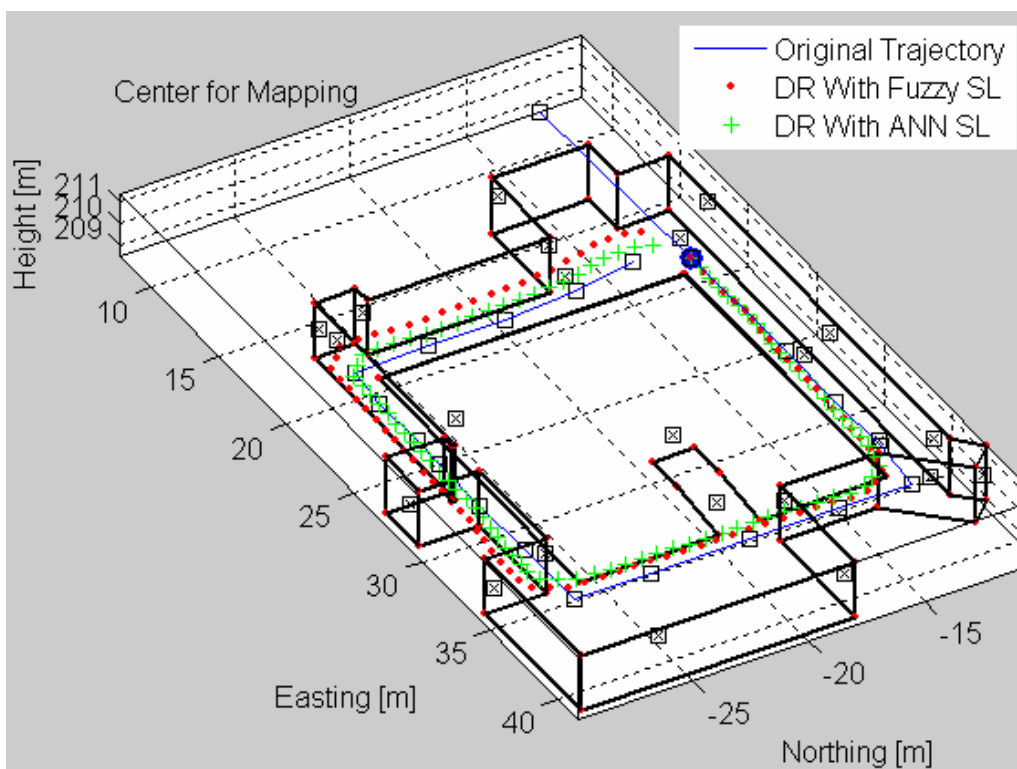 Original Trajectory
DR With Fuzzy SL
DR With ANN SL
Center for Mapping
Height [m]
211
210
209
10
15
20
25
30
35
40
Easting [m]
-15
-20
-25
Northing [m]